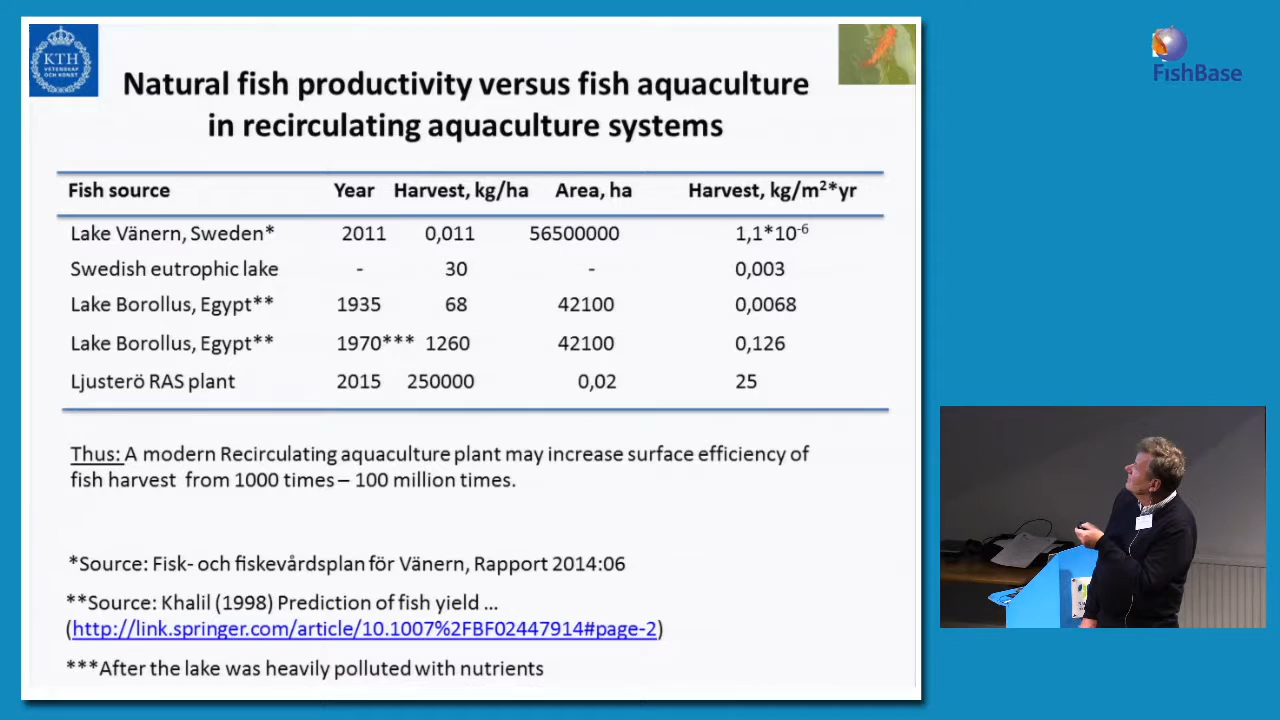 KTH
VETENSKAP
OCH KONST
FishBase
Natural fish productivity versus fish aquaculture
in recirculating aquaculture systems
Fish source Year Harvest, kg/ha Area, ha Harvest, kg/m²*yr
Lake Vänern, Sweden* 2011 0,011 56500000 1,1*10⁻⁶
Swedish eutrophic lake - 30 - 0,003
Lake Borollus, Egypt** 1935 68 42100 0,0068
Lake Borollus, Egypt** 1970*** 1260 42100 0,126
Ljusterö RAS plant 2015 250000 0,02 25
Thus: A modern Recirculating aquaculture plant may increase surface efficiency of
fish harvest from 1000 times – 100 million times.
*Source: Fisk- och fiskevårdsplan för Vänern, Rapport 2014:06
**Source: Khalil (1998) Prediction of fish yield ...
(http://link.springer.com/article/10.1007%2FBF02447914#page-2)
***After the lake was heavily polluted with nutrients